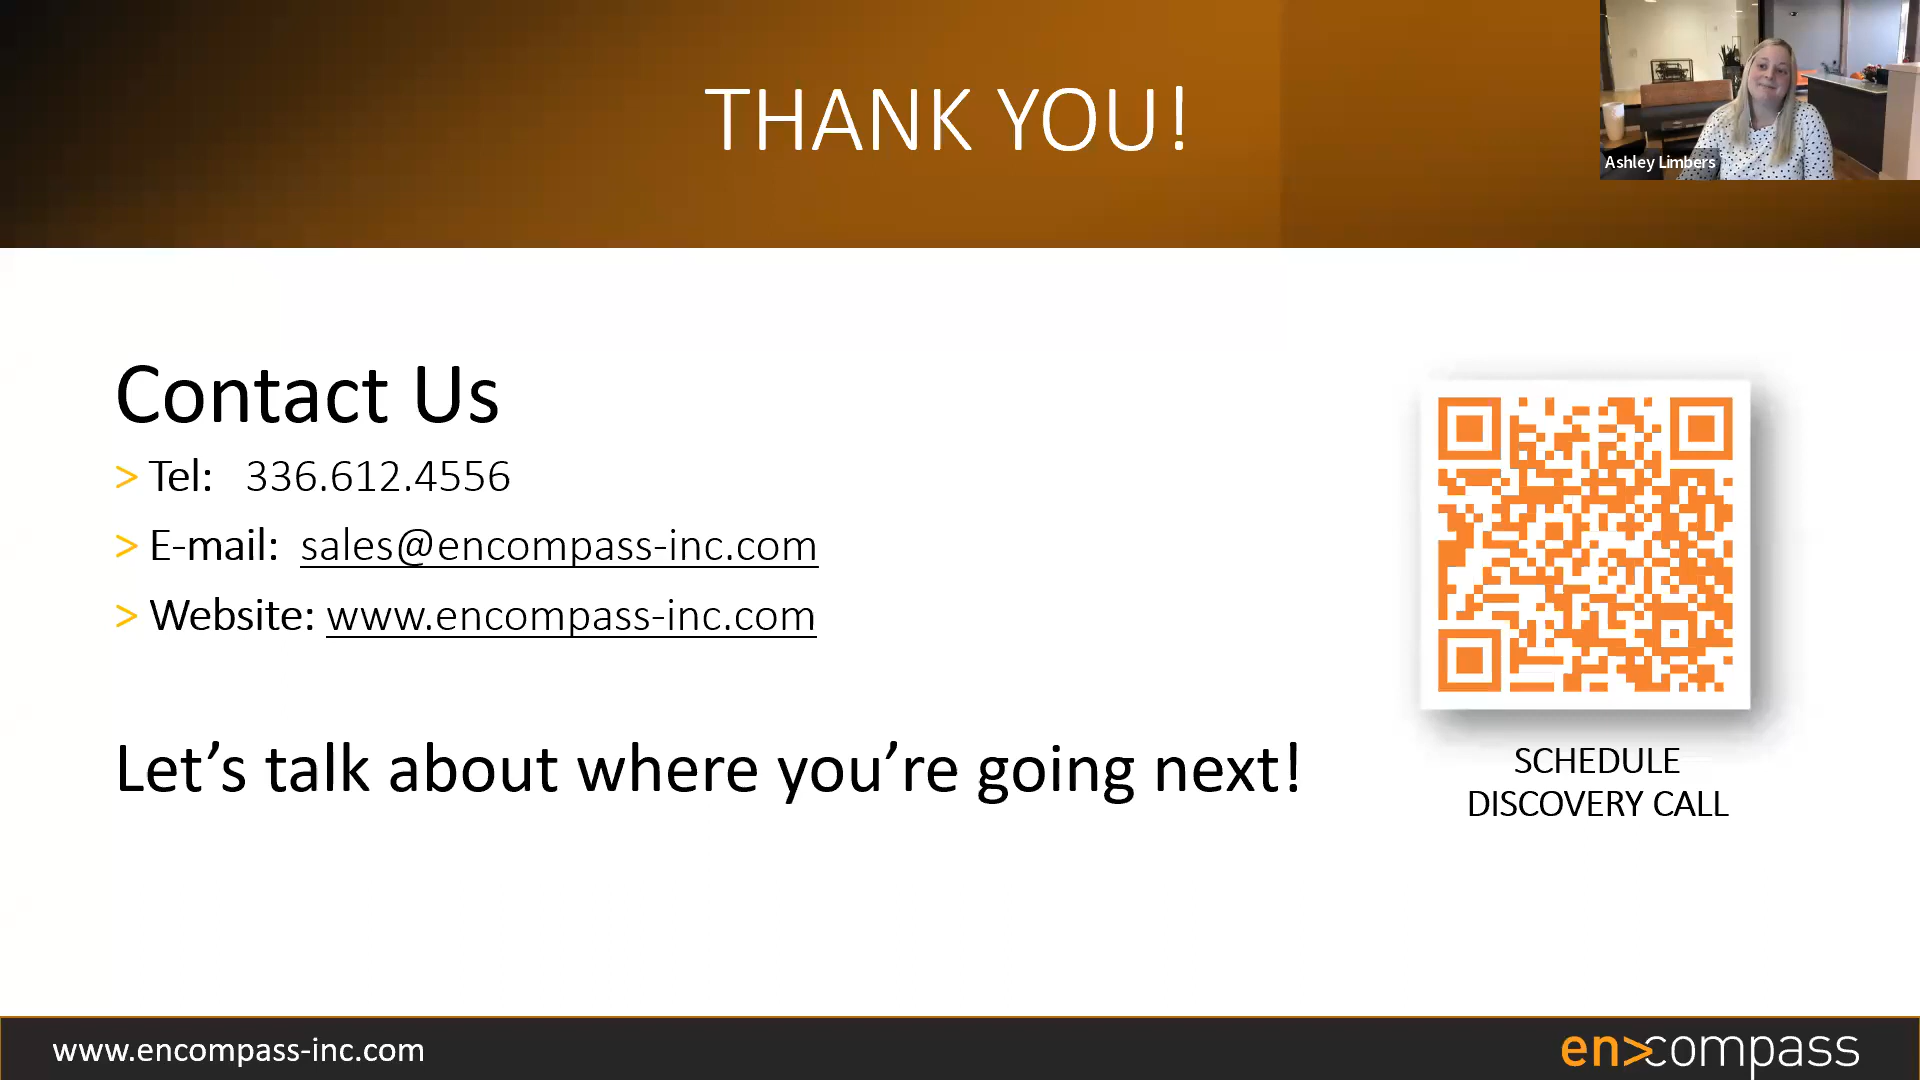 THANK YOU!
Ashley Limbers
Contact Us
> Tel: 336.612.4556
> E-mail: sales@encompass-inc.com
> Website: www.encompass-inc.com
Let’s talk about where you’re going next!
SCHEDULE
DISCOVERY CALL
www.encompass-inc.com
en>compass